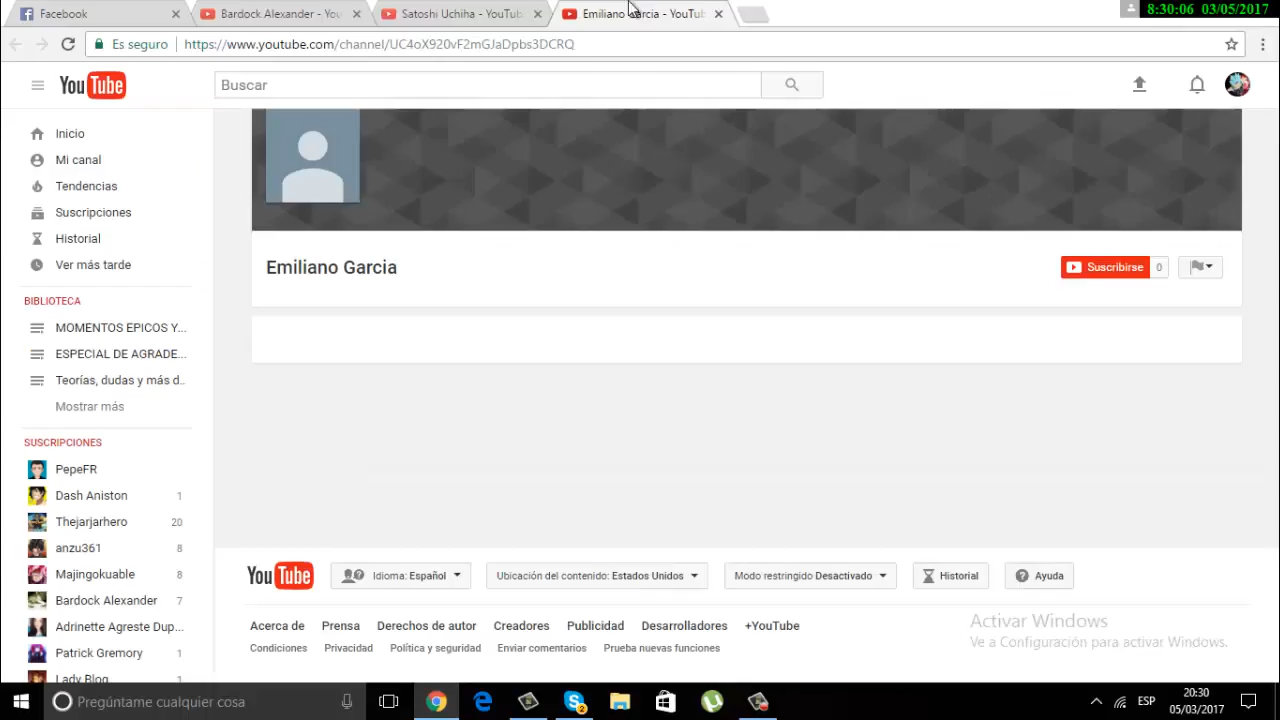 Facebook
Bardock Alexander - You
Satoshi Uchiha - YouTub
Emiliano Garcia - YouTub
8:30:06 03/05/2017
Es seguro
https://www.youtube.com/channel/UC4oX920vF2mGJaDpbs3DCRQ
YouTube
Buscar
Inicio
Mi canal
Tendencias
Suscripciones
Historial
Ver más tarde
BIBLIOTECA
MOMENTOS EPICOS Y...
ESPECIAL DE AGRADE...
Teorías, dudas y más d..
Mostrar más
SUSCRIPCIONES
PepeFR
Dash Aniston 1
Thejarjarhero 20
anzu361 8
Majingokuable 8
Bardock Alexander 7
Adrinette Agreste Dup...
Patrick Gremory 1
Lady Blog 1
Emiliano Garcia
Suscribirse 0
YouTube
Idioma: Español
Ubicación del contenido: Estados Unidos
Modo restringido Desactivado
Historial
Ayuda
Acerca de Prensa Derechos de autor Creadores Publicidad Desarrolladores +YouTube
Condiciones Privacidad Política y seguridad Enviar comentarios Prueba nuevas funciones
Activar Windows
Ve a Configuración para activar Windows.
Pregúntame cualquier cosa
2
ESP
20:30
05/03/2017